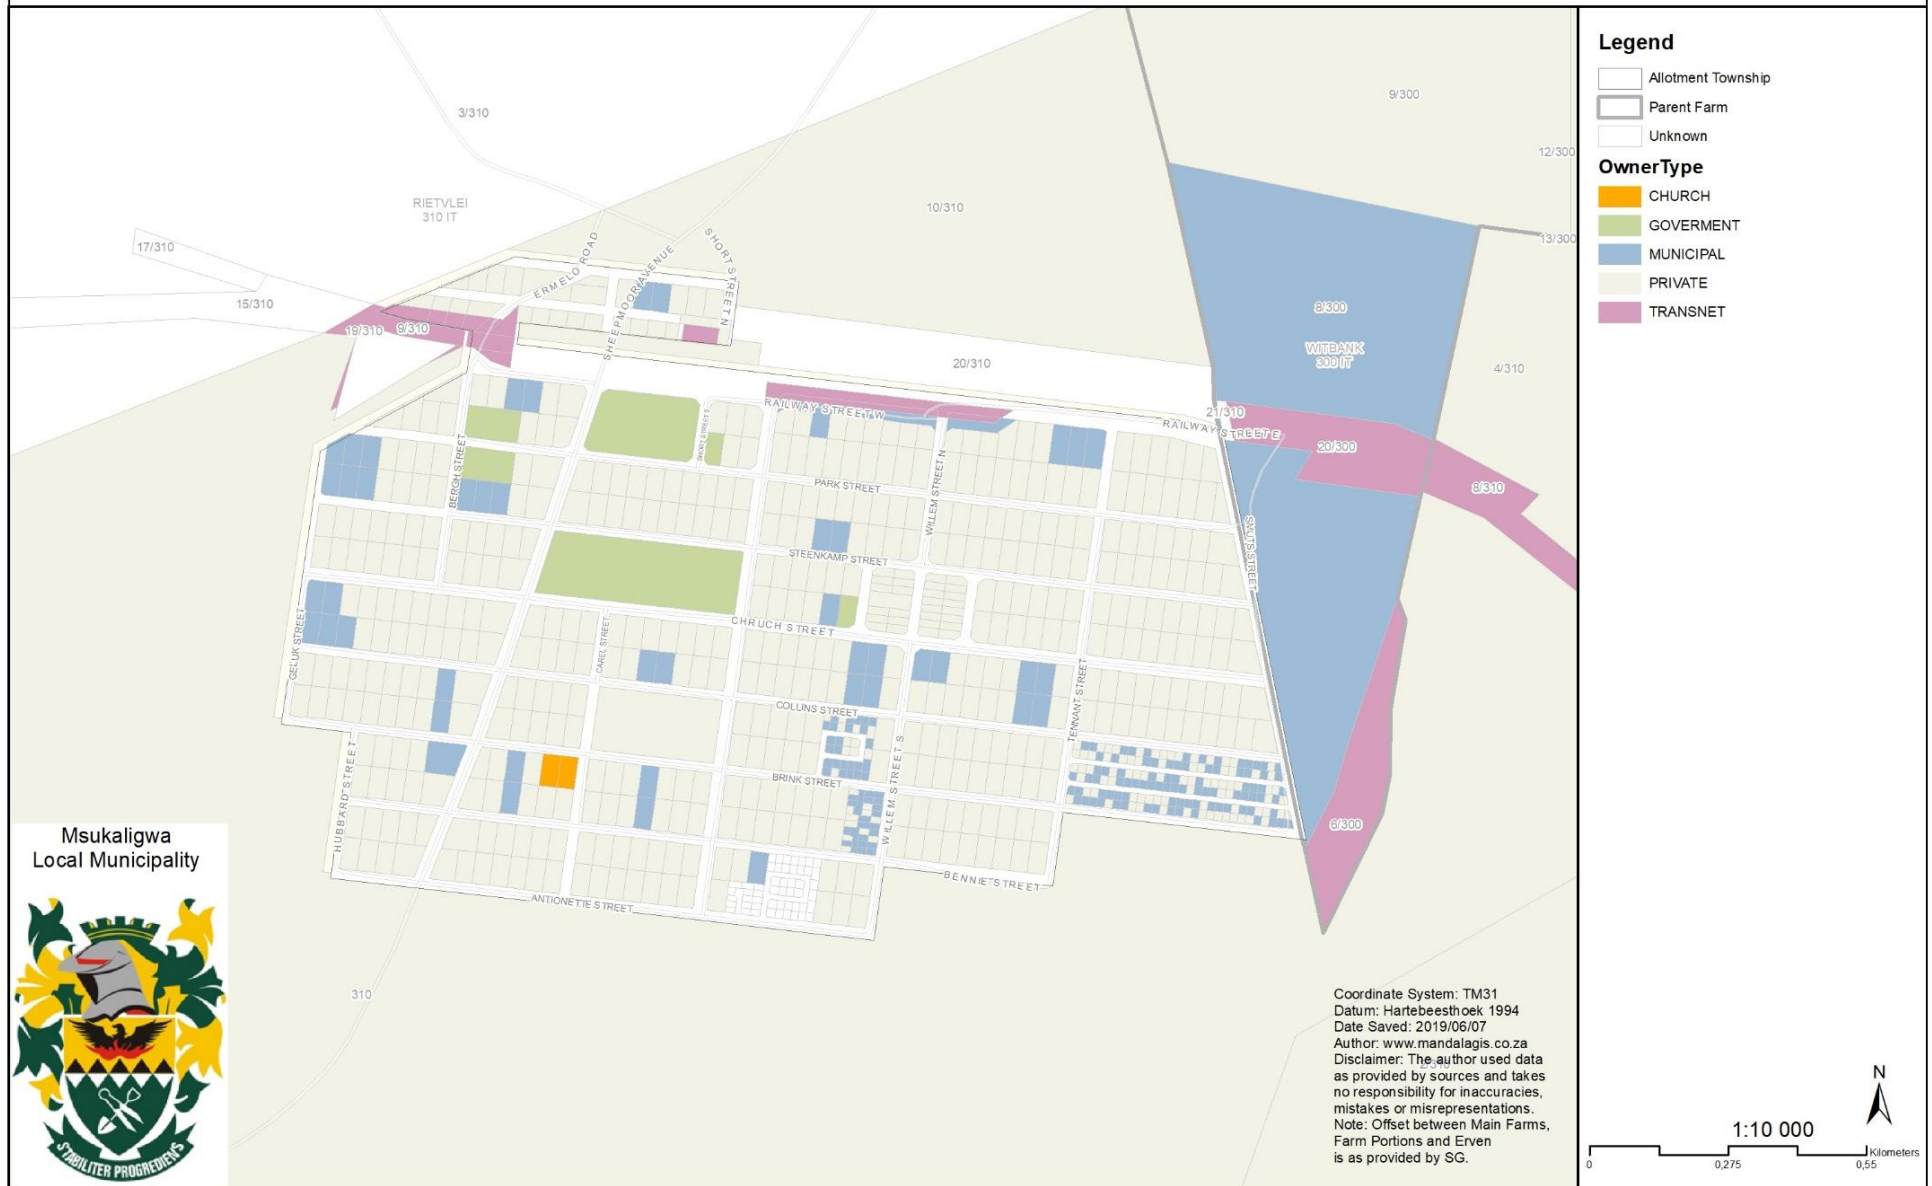 3/310
RIETVLEI
310 IT
17/310
15/310
19/310
9/310
10/310
9/300
12/300
13/300
8/300
WITBANK
300 IT
4/310
20/310
21/310
20/300
8/310
6/300
310
2/310
ERMELO ROAD
SHEEPMOOR AVENUE
SHORT STREET N
SHORT STREET S
RAILWAY STREET W
RAILWAY STREET E
BERGH STREET
PARK STREET
WILLEM STREET N
STEENKAMP STREET
SMUTS STREET
CHRUCH STREET
GELUK STREET
CAREL STREET
COLLINS STREET
TENNANT STREET
BRINK STREET
WILLEM STREET S
HUBBARD STREET
BENNIE STREET
ANTIONETIE STREET
Msukaligwa
Local Municipality
STABILITER PROGREDIENS
Coordinate System: TM31
Datum: Hartebeesthoek 1994
Date Saved: 2019/06/07
Author: www.mandalagis.co.za
Disclaimer: The author used data
as provided by sources and takes
no responsibility for inaccuracies,
mistakes or misrepresentations.
Note: Offset between Main Farms,
Farm Portions and Erven
is as provided by SG.
Legend
Allotment Township
Parent Farm
Unknown
OwnerType
CHURCH
GOVERMENT
MUNICIPAL
PRIVATE
TRANSNET
N
1:10 000
0 0,275 0,55 Kilometers